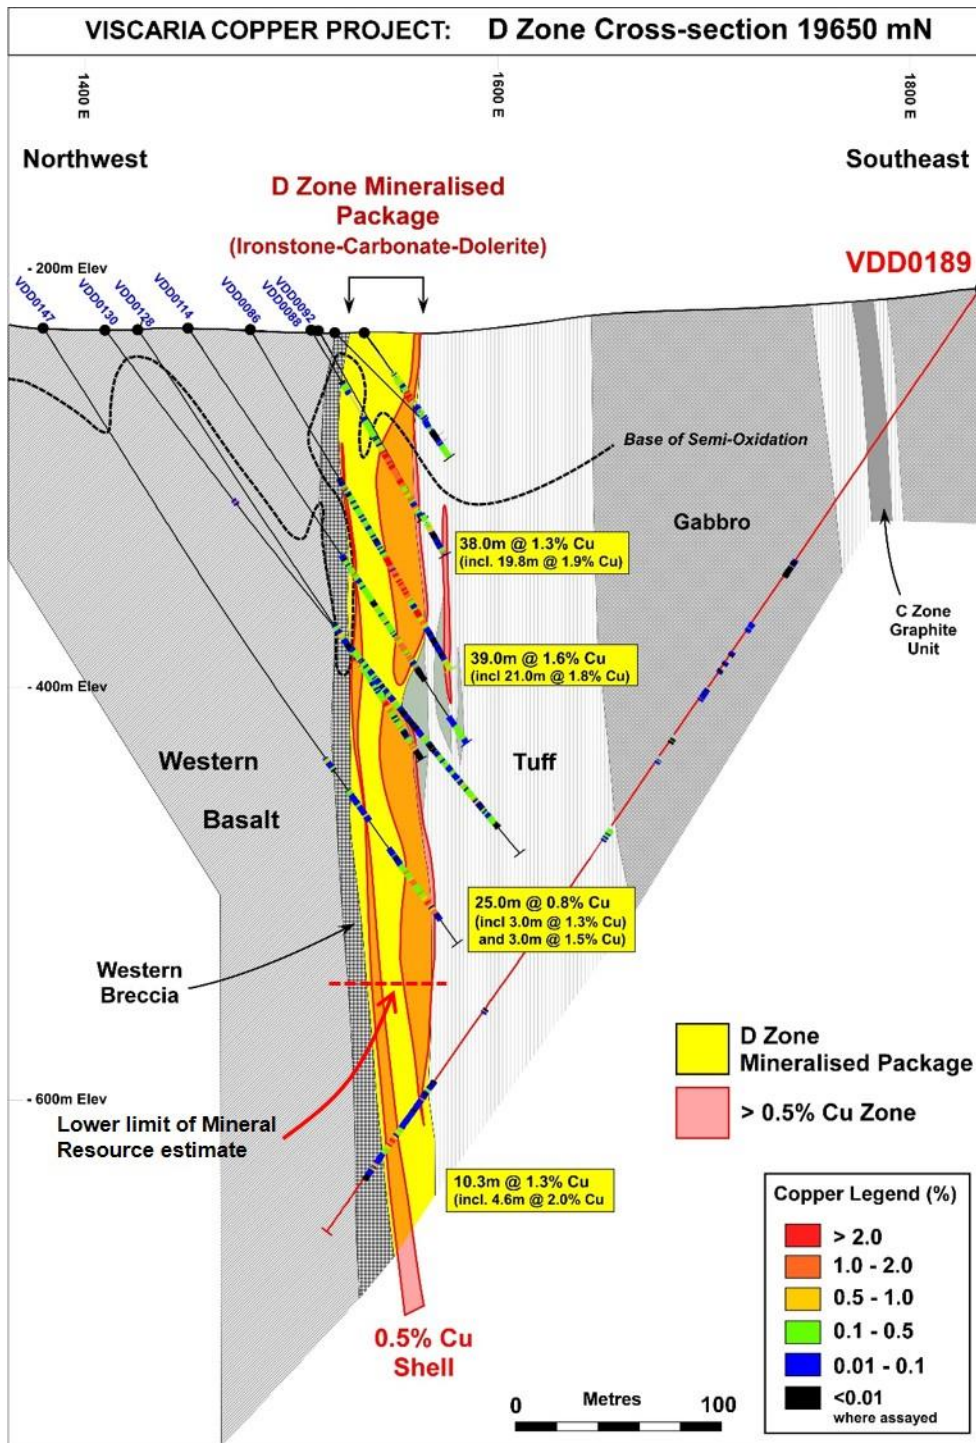 VISCARIA COPPER PROJECT: D Zone Cross-section 19650 mN
1400 E
1600 E
1800 E
Northwest
Southeast
D Zone Mineralised
Package
(Ironstone-Carbonate-Dolerite)
- 200m Elev
VDD0189
VDD0147
VDD0130
VDD0128
VDD0114
VDD0086
VDD0088
VDD0092
Base of Semi-Oxidation
Gabbro
38.0m @ 1.3% Cu
(incl. 19.8m @ 1.9% Cu)
C Zone
Graphite
Unit
39.0m @ 1.6% Cu
(incl 21.0m @ 1.8% Cu)
- 400m Elev
Western
Basalt
Tuff
25.0m @ 0.8% Cu
(incl 3.0m @ 1.3% Cu)
and 3.0m @ 1.5% Cu)
Western
Breccia
D Zone
Mineralised Package
- 600m Elev
> 0.5% Cu Zone
Lower limit of Mineral
Resource estimate
10.3m @ 1.3% Cu
(incl. 4.6m @ 2.0% Cu
Copper Legend (%)
> 2.0
1.0 - 2.0
0.5 - 1.0
0.1 - 0.5
0.01 - 0.1
<0.01
where assayed
0.5% Cu
Shell
0 Metres 100